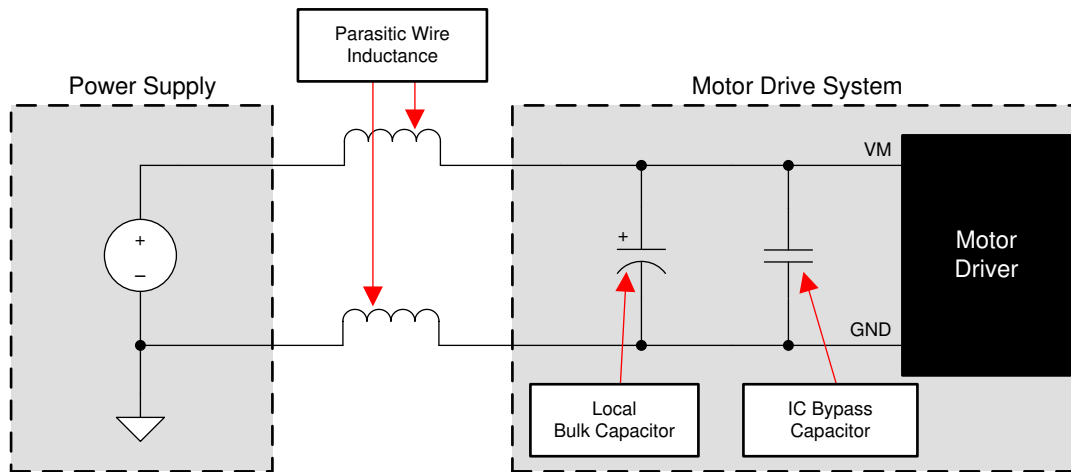 Parasitic Wire
Inductance
Power Supply
Motor Drive System
VM
+
–
+
Motor
Driver
GND
Local
Bulk Capacitor
IC Bypass
Capacitor